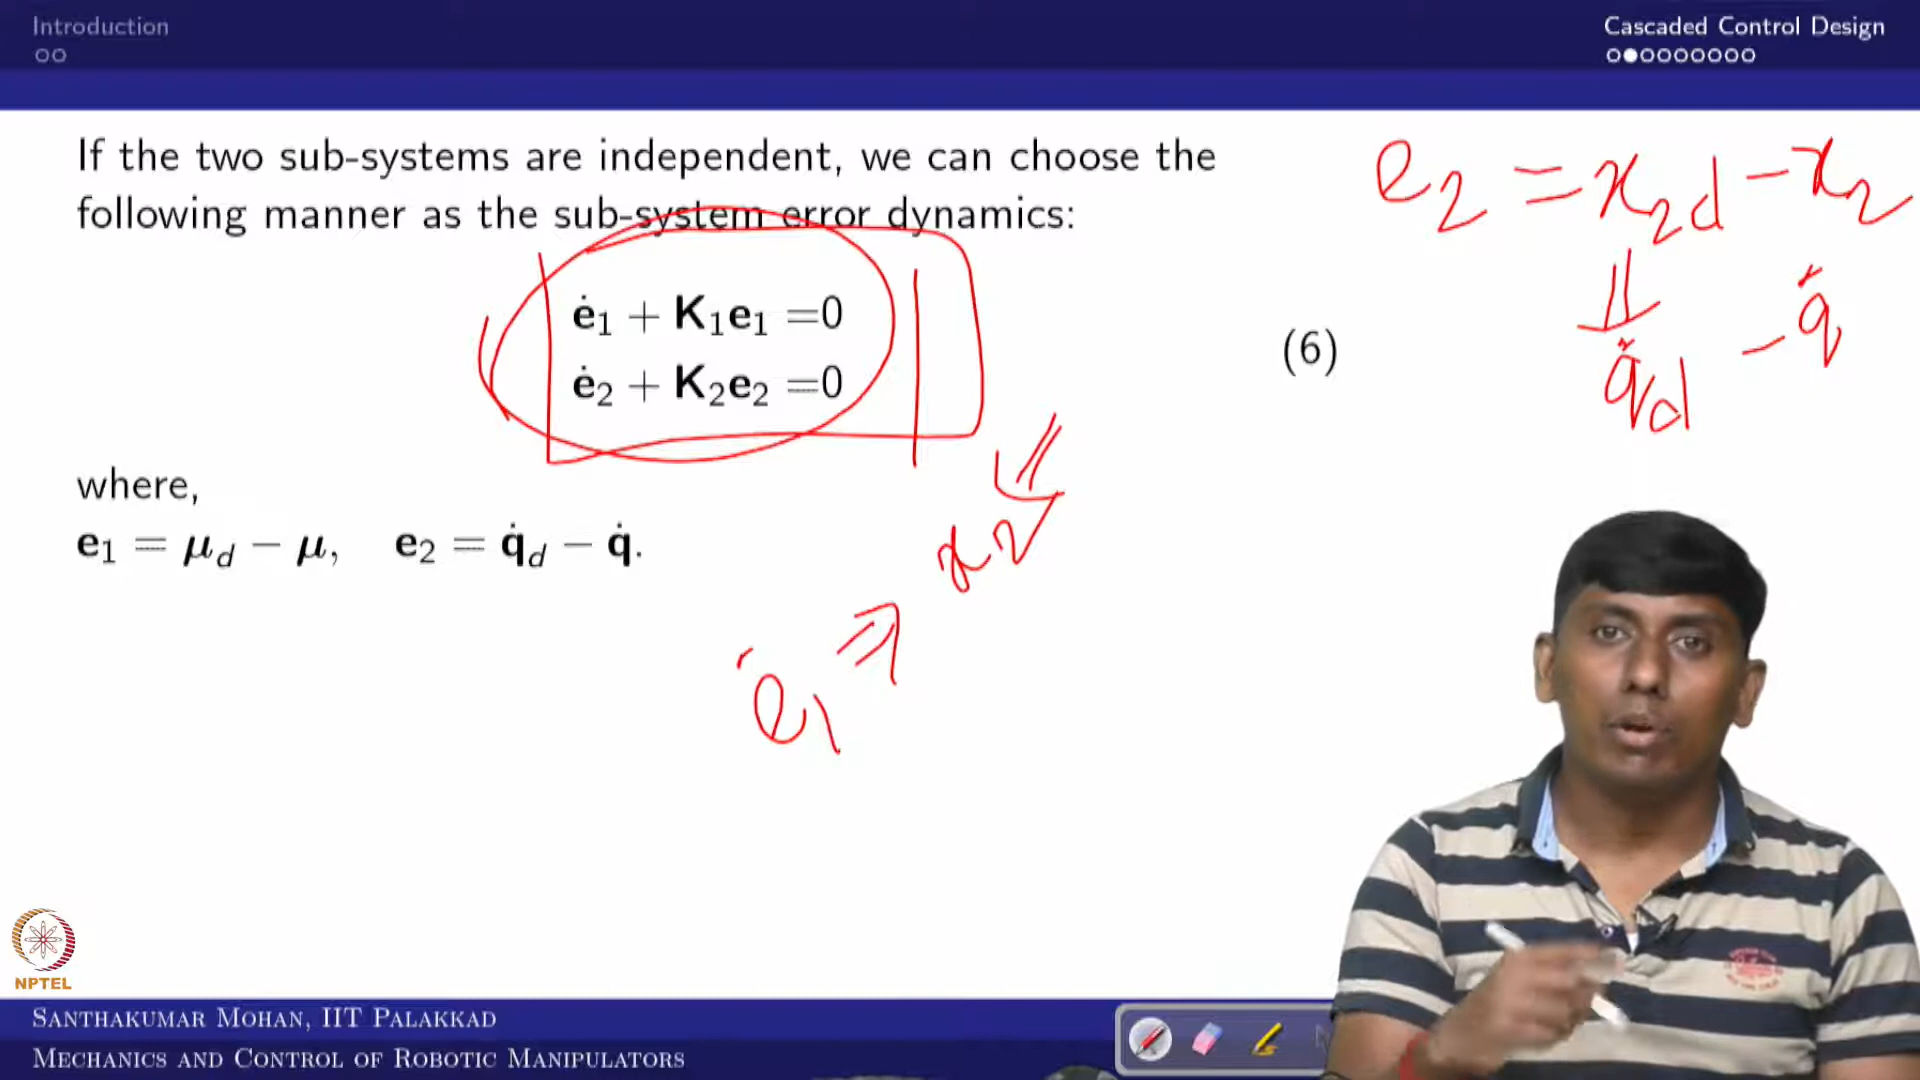 Introduction
Cascaded Control Design
If the two sub-systems are independent, we can choose the
following manner as the sub-system error dynamics:
ė₁ + K₁e₁ =0
ė₂ + K₂e₂ =0
(6)
where,
e₁ = μ_d − μ, e₂ = q̇_d − q̇.
e₂ = x₂d − x₂
q̇d − q̇
x₂
ė₁ ⇒
NPTEL
SANTHAKUMAR MOHAN, IIT PALAKKAD
MECHANICS AND CONTROL OF ROBOTIC MANIPULATORS